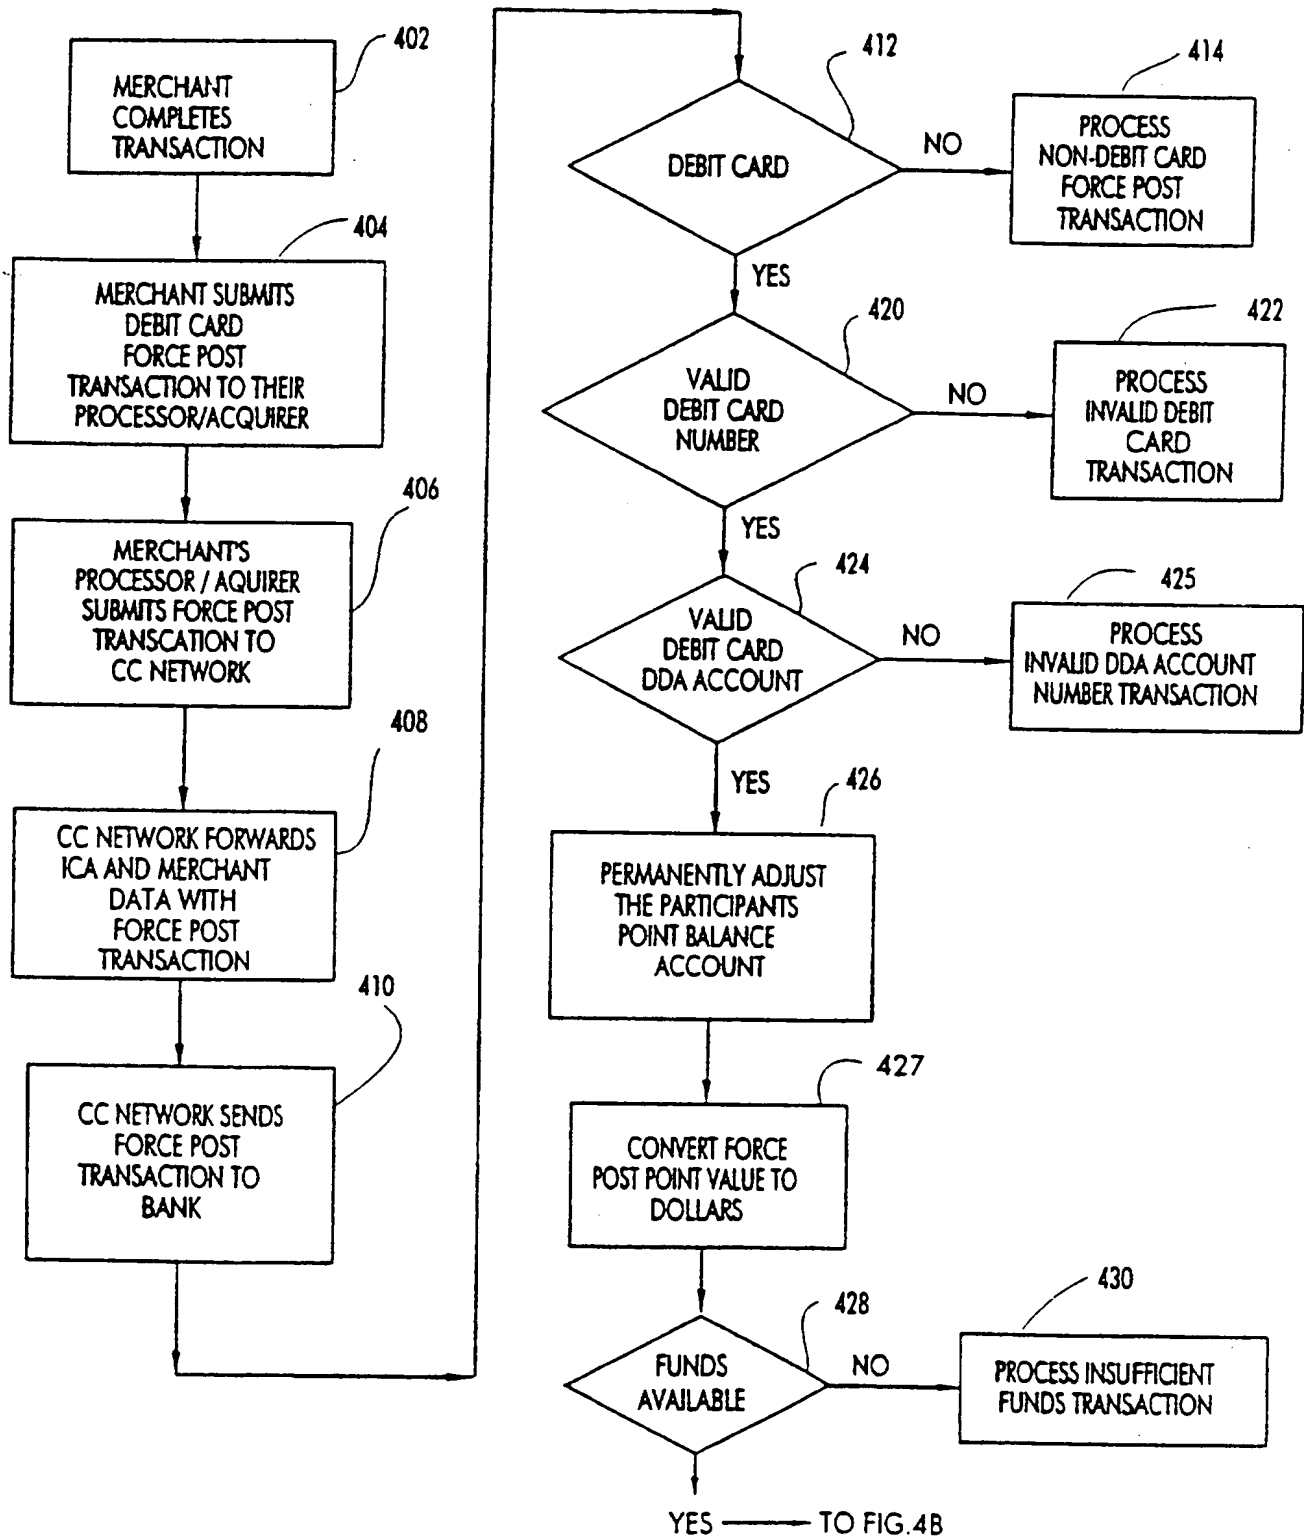 402
MERCHANT
COMPLETES
TRANSACTION
404
MERCHANT SUBMITS
DEBIT CARD
FORCE POST
TRANSACTION TO THEIR
PROCESSOR/ACQUIRER
406
MERCHANT'S
PROCESSOR / AQUIRER
SUBMITS FORCE POST
TRANSCATION TO
CC NETWORK
408
CC NETWORK FORWARDS
ICA AND MERCHANT
DATA WITH
FORCE POST
TRANSACTION
410
CC NETWORK SENDS
FORCE POST
TRANSACTION TO
BANK
412
DEBIT CARD
NO
414
PROCESS
NON-DEBIT CARD
FORCE POST
TRANSACTION
YES
420
VALID
DEBIT CARD
NUMBER
NO
422
PROCESS
INVALID DEBIT
CARD
TRANSACTION
YES
424
VALID
DEBIT CARD
DDA ACCOUNT
NO
425
PROCESS
INVALID DDA ACCOUNT
NUMBER TRANSACTION
YES
426
PERMANENTLY ADJUST
THE PARTICIPANTS
POINT BALANCE
ACCOUNT
427
CONVERT FORCE
POST POINT VALUE TO
DOLLARS
428
FUNDS
AVAILABLE
NO
430
PROCESS INSUFFICIENT
FUNDS TRANSACTION
YES TO FIG.4B